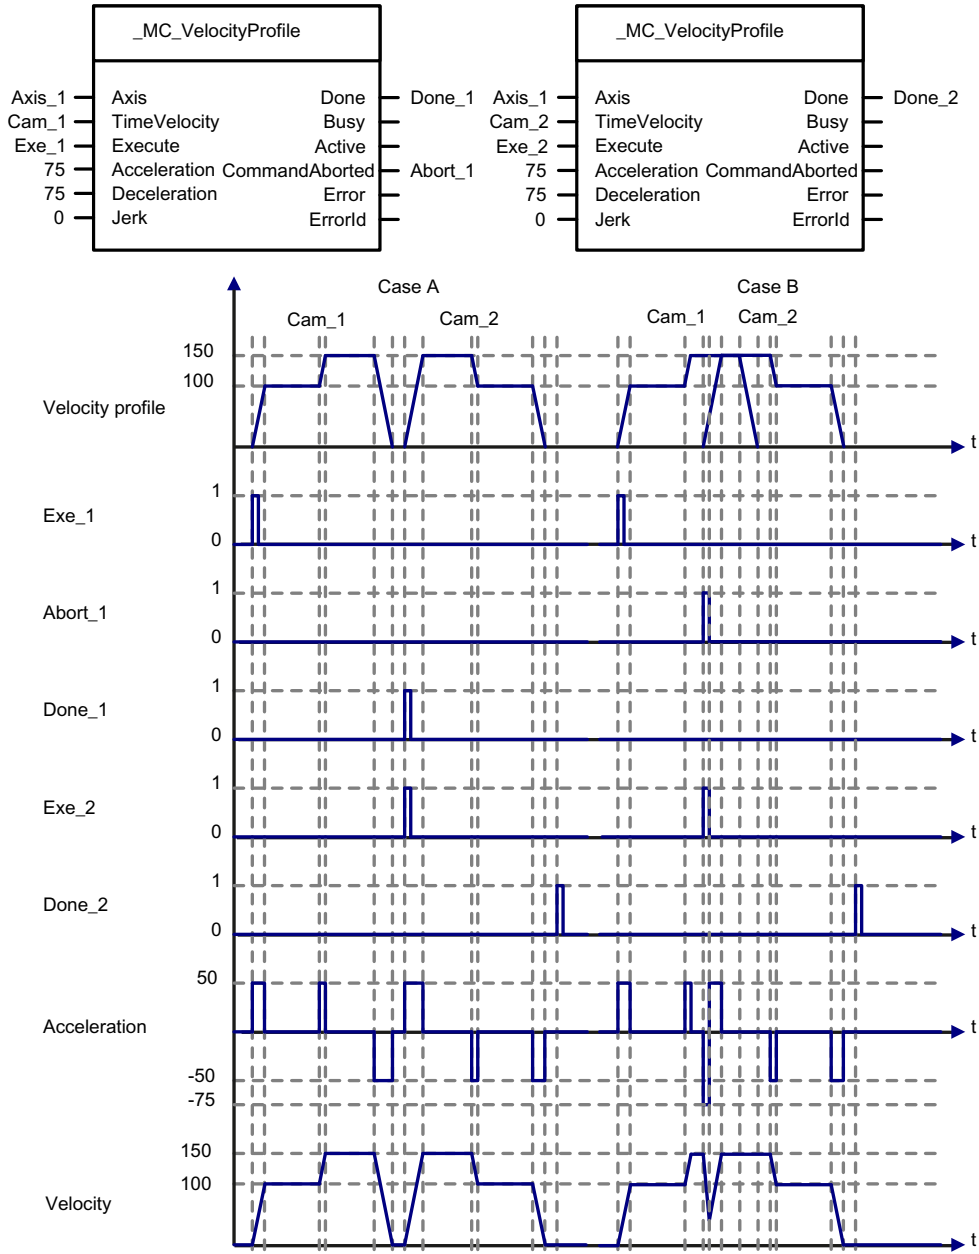 _MC_VelocityProfile
Axis_1 Axis Done Done_1
Cam_1 TimeVelocity Busy
Exe_1 Execute Active
75 Acceleration CommandAborted Abort_1
75 Deceleration Error
0 Jerk ErrorId
_MC_VelocityProfile
Axis_1 Axis Done Done_2
Cam_2 TimeVelocity Busy
Exe_2 Execute Active
75 Acceleration CommandAborted
75 Deceleration Error
0 Jerk ErrorId
Case A Case B
Cam_1 Cam_2 Cam_1 Cam_2
150
100
Velocity profile
t
1
Exe_1
0 t
1
Abort_1
0 t
1
Done_1
0 t
1
Exe_2
0 t
1
Done_2
0 t
50
Acceleration t
-50
-75
150
100
Velocity
t